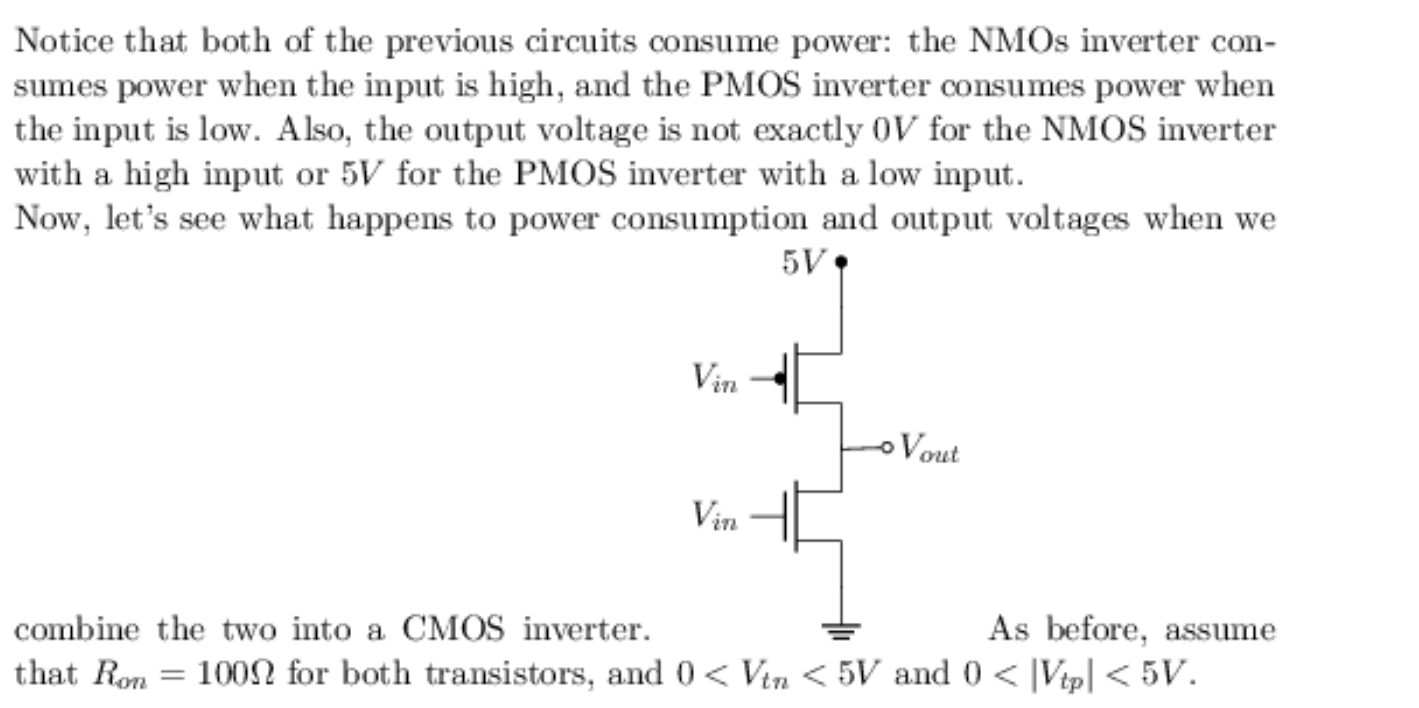 Notice that both of the previous circuits consume power: the NMOs inverter con-
sumes power when the input is high, and the PMOS inverter consumes power when
the input is low. Also, the output voltage is not exactly 0V for the NMOS inverter
with a high input or 5V for the PMOS inverter with a low input.
Now, let's see what happens to power consumption and output voltages when we
5V
V_{in}
V_{out}
V_{in}
combine the two into a CMOS inverter. As before, assume
that R_{on} = 100Ω for both transistors, and 0 < V_{tn} < 5V and 0 < |V_{tp}| < 5V.